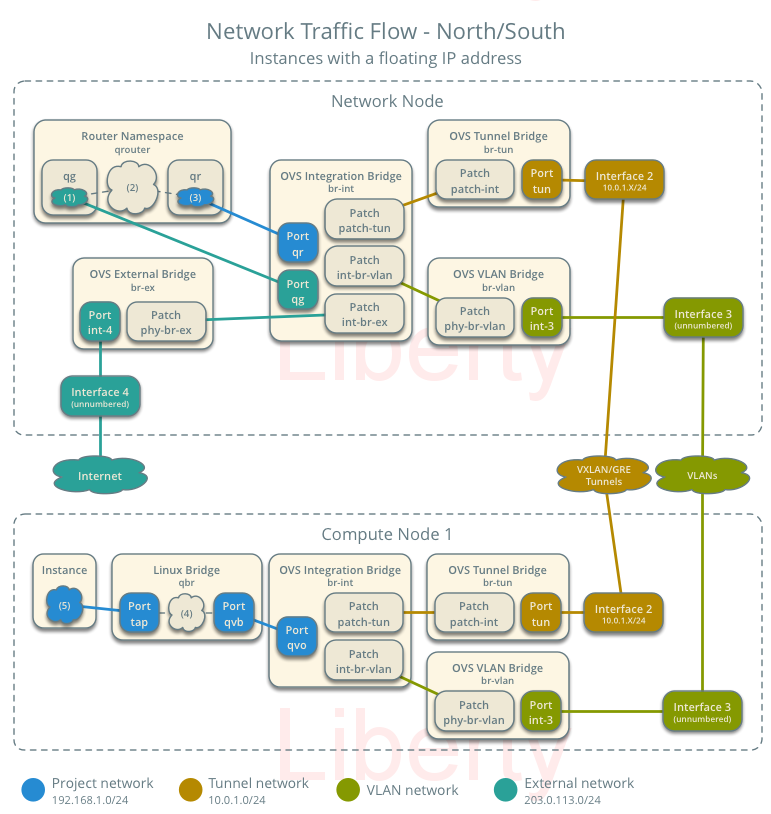 Network Traffic Flow - North/South
Instances with a floating IP address
Network Node
Router Namespace
qrouter
qg
(1)
(2)
qr
(3)
OVS Integration Bridge
br-int
Port
qr
Port
qg
Patch
patch-tun
Patch
int-br-vlan
Patch
int-br-ex
OVS Tunnel Bridge
br-tun
Patch
patch-int
Port
tun
Interface 2
10.0.1.X/24
OVS External Bridge
br-ex
Port
int-4
Patch
phy-br-ex
OVS VLAN Bridge
br-vlan
Patch
phy-br-vlan
Port
int-3
Interface 3
(unnumbered)
Interface 4
(unnumbered)
Liberty
Internet
VXLAN/GRE
Tunnels
VLANs
Compute Node 1
Instance
(5)
Linux Bridge
qbr
Port
tap
(4)
Port
qvb
OVS Integration Bridge
br-int
Port
qvo
Patch
patch-tun
Patch
int-br-vlan
OVS Tunnel Bridge
br-tun
Patch
patch-int
Port
tun
Interface 2
10.0.1.X/24
OVS VLAN Bridge
br-vlan
Patch
phy-br-vlan
Port
int-3
Interface 3
(unnumbered)
Liberty
Project network
192.168.1.0/24
Tunnel network
10.0.1.0/24
VLAN network
External network
203.0.113.0/24